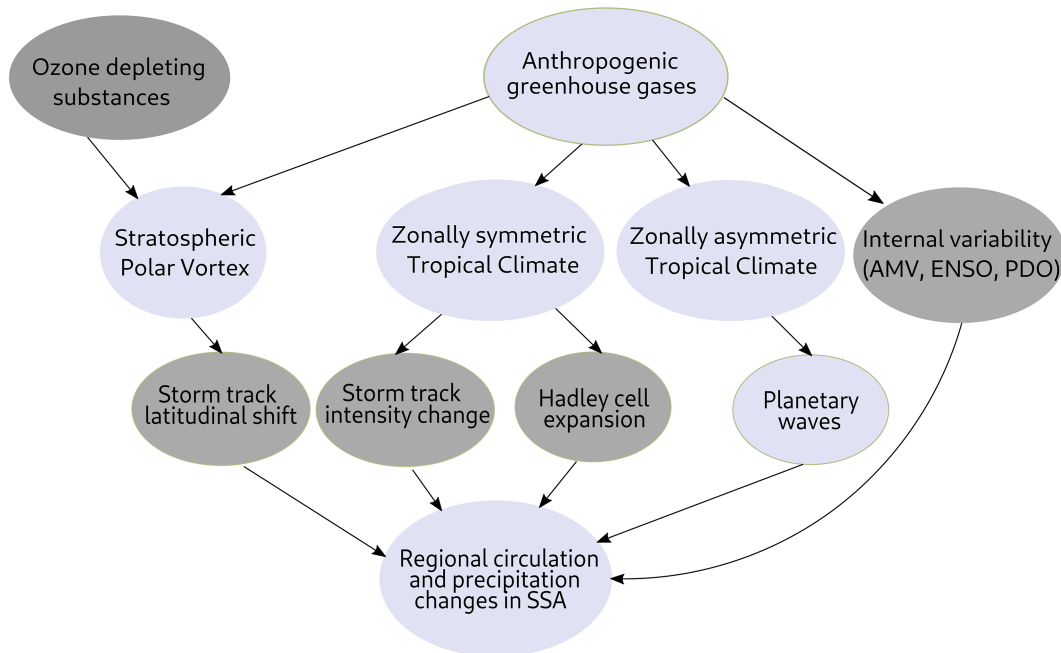 Ozone depleting
substances
Anthropogenic
greenhouse gases
Stratospheric
Polar Vortex
Zonally symmetric
Tropical Climate
Zonally asymmetric
Tropical Climate
Internal variability
(AMV, ENSO, PDO)
Storm track
latitudinal shift
Storm track
intensity change
Hadley cell
expansion
Planetary
waves
Regional circulation
and precipitation
changes in SSA